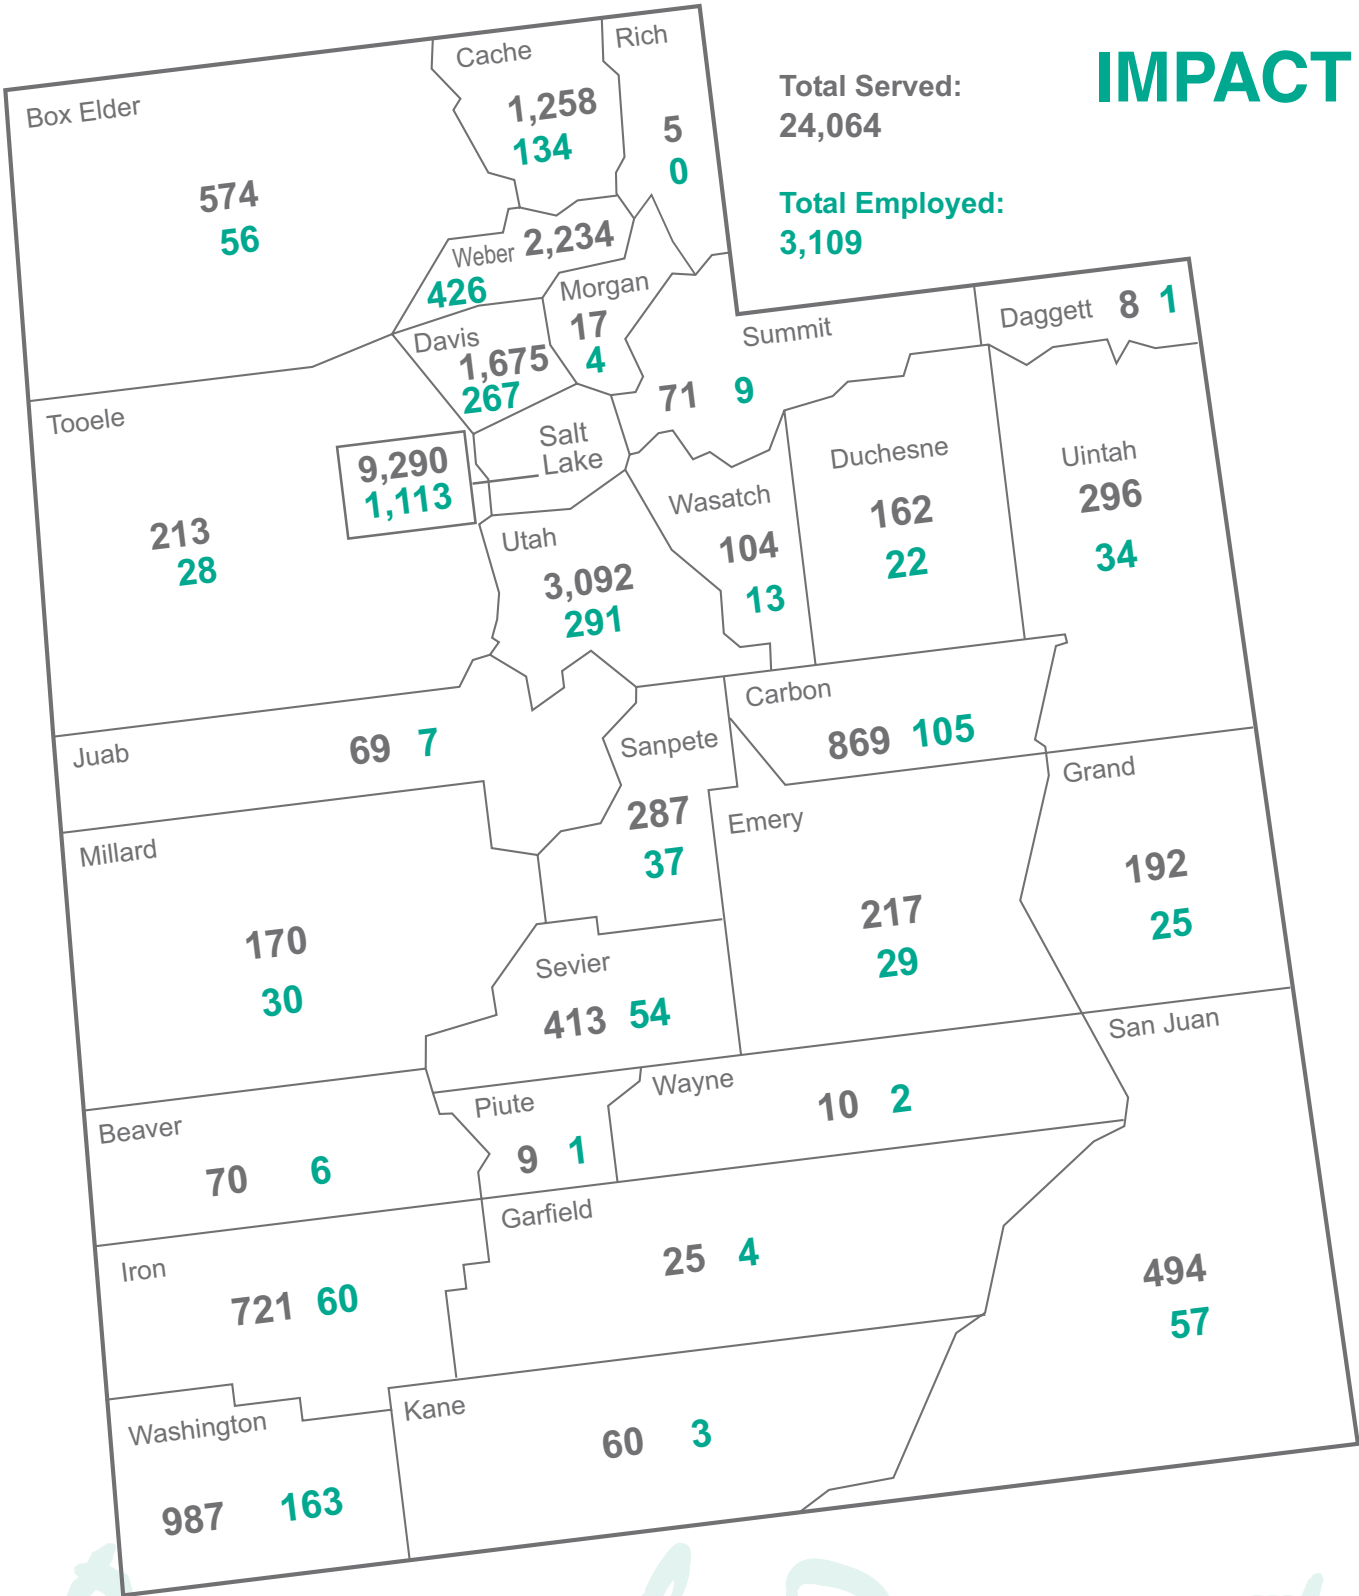 IMPACT
Total Served:
24,064
Total Employed:
3,109
Box Elder
574
56
Cache
1,258
134
Rich
5
0
Weber 2,234
426
Morgan
17
4
Davis
1,675
267
Summit
71 9
Daggett 8 1
Tooele
213
28
Salt
Lake
9,290
1,113
Utah
3,092
291
Wasatch
104
13
Duchesne
162
22
Uintah
296
34
Juab
69 7
Sanpete
287
37
Carbon
869 105
Millard
170
30
Emery
217
29
Grand
192
25
Sevier
413 54
San Juan
494
57
Beaver
70 6
Piute
9 1
Wayne
10 2
Iron
721 60
Garfield
25 4
Washington
987 163
Kane
60 3